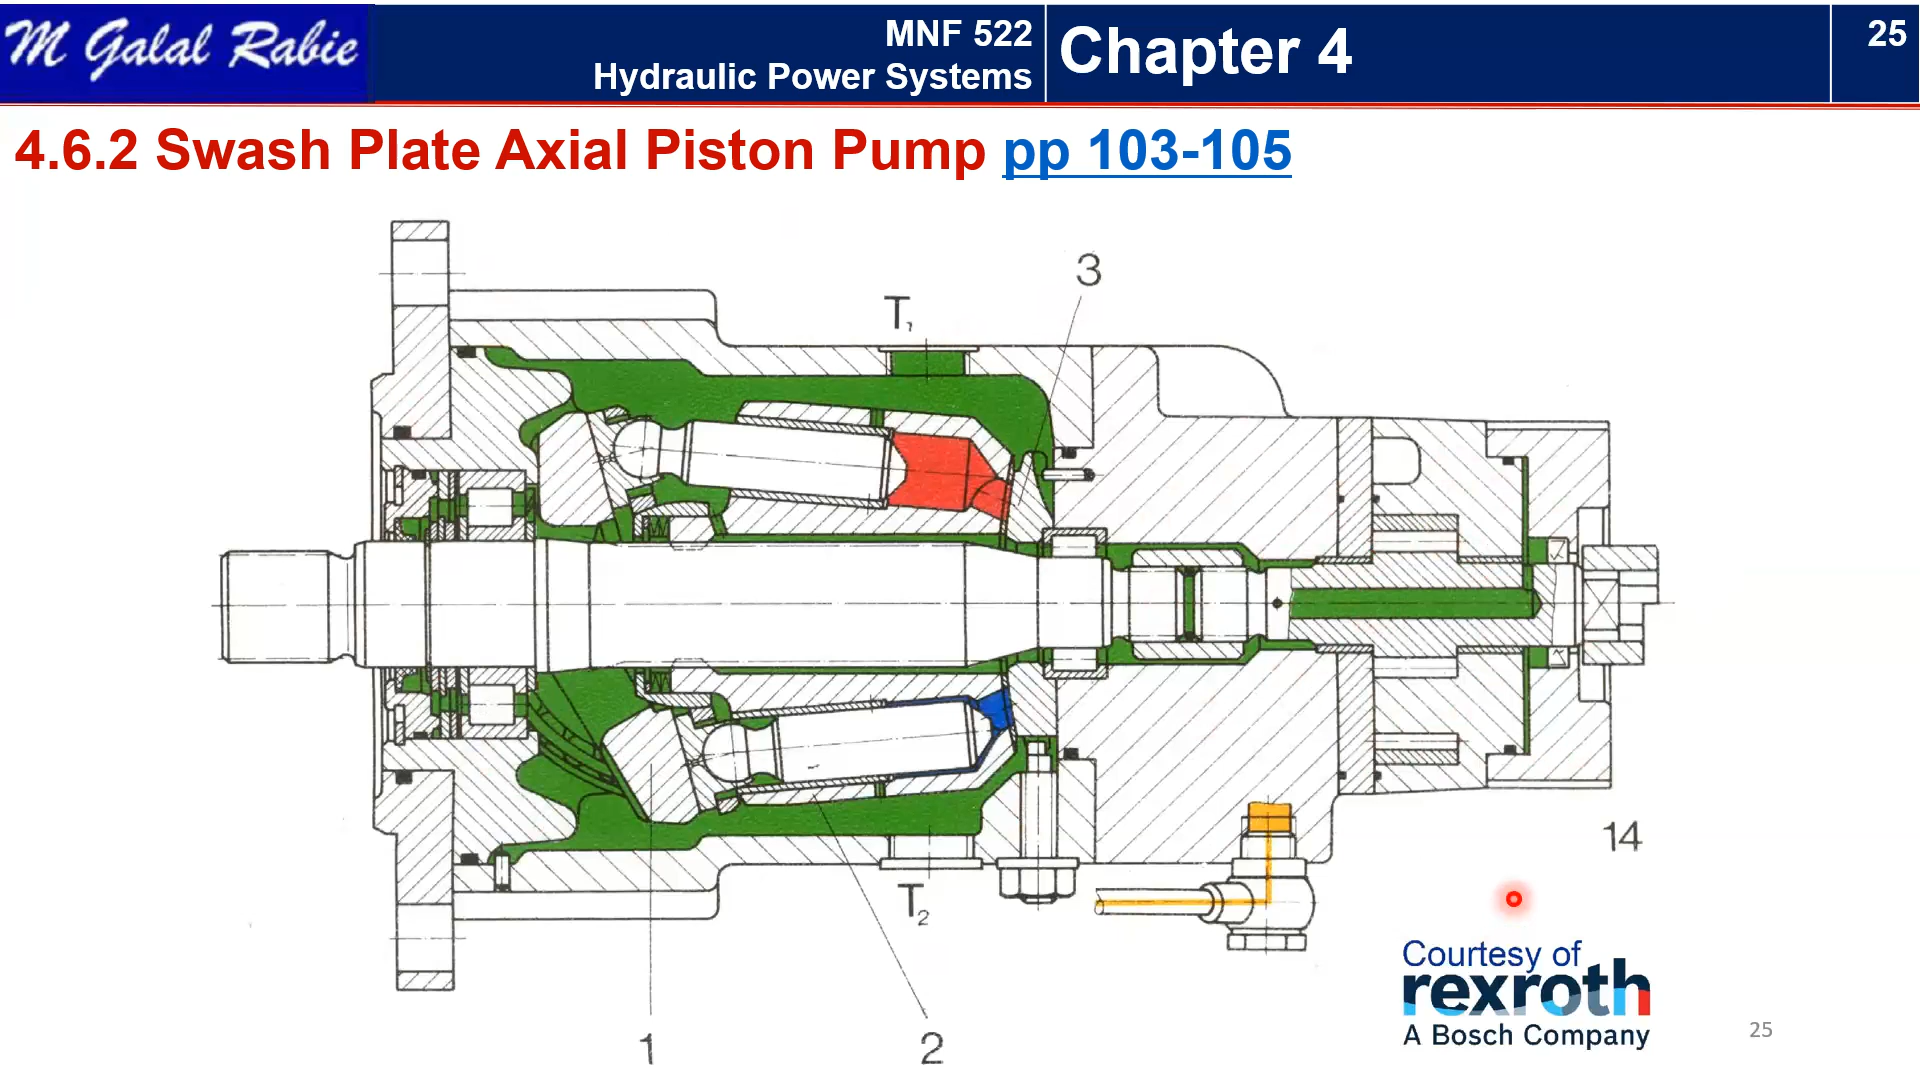 M Galal Rabie
MNF 522
Hydraulic Power Systems
Chapter 4
25
4.6.2 Swash Plate Axial Piston Pump pp 103-105
3
T1
14
T2
1
2
Courtesy of
rexroth
A Bosch Company
25